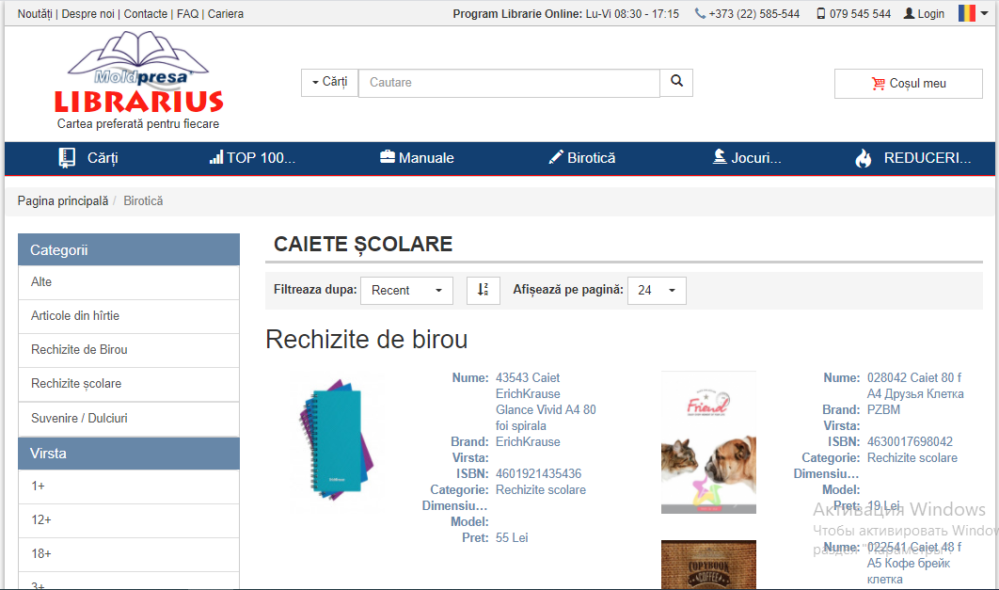 Noutăți | Despre noi | Contacte | FAQ | Cariera
Program Librarie Online: Lu-Vi 08:30 - 17:15
+373 (22) 585-544
079 545 544
Login
Moldpresa
LIBRARIUS
Cartea preferată pentru fiecare
Cărți
Cautare
Coșul meu
Cărți
TOP 100...
Manuale
Birotică
Jocuri...
REDUCERI...
Pagina principală / Birotică
Categorii
Alte
Articole din hîrtie
Rechizite de Birou
Rechizite școlare
Suvenire / Dulciuri
Virsta
1+
12+
18+
3+
CAIETE ȘCOLARE
Filtreaza dupa: Recent
Afișează pe pagină: 24
Rechizite de birou
Nume: 43543 Caiet
ErichKrause
Glance Vivid A4 80
foi spirala
Brand: ErichKrause
Virsta:
ISBN: 4601921435436
Categorie: Rechizite scolare
Dimensiu...
Model:
Pret: 55 Lei
Friend
Nume: 028042 Caiet 80 f
A4 Друзья Клетка
Brand: PZBM
Virsta:
ISBN: 4630017698042
Categorie: Rechizite scolare
Dimensiu...
Model:
Pret: 19 Lei
COPYBOOK
COFFEE
Nume: 022541 Caiet 48 f
A5 Кофе брейк
клетка
Активация Windows
Чтобы активировать Window
раздел "Параметры"